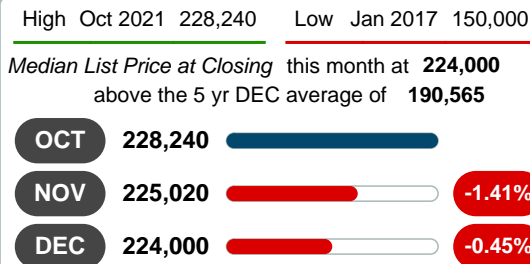 High Oct 2021 228,240 Low Jan 2017 150,000
Median List Price at Closing this month at 224,000
above the 5 yr DEC average of 190,565
OCT 228,240
NOV 225,020 -1.41%
DEC 224,000 -0.45%